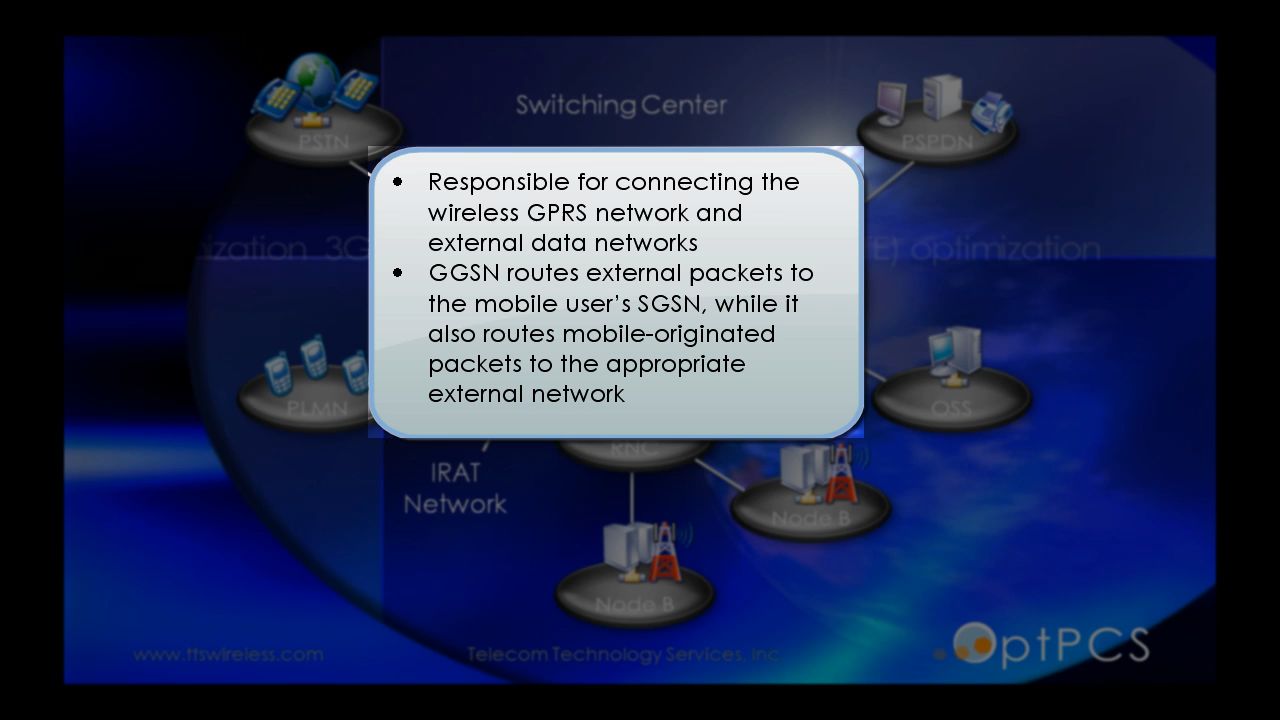 Switching Center
PSTN
PSPDN
• Responsible for connecting the
wireless GPRS network and
external data networks
• GGSN routes external packets to
the mobile user's SGSN, while it
also routes mobile-originated
packets to the appropriate
external network
3G
optimization
PLMN
OSS
RNC
IRAT
Network
Node B
Node B
www.ttswireless.com
Telecom Technology Services, Inc.
OptPCS